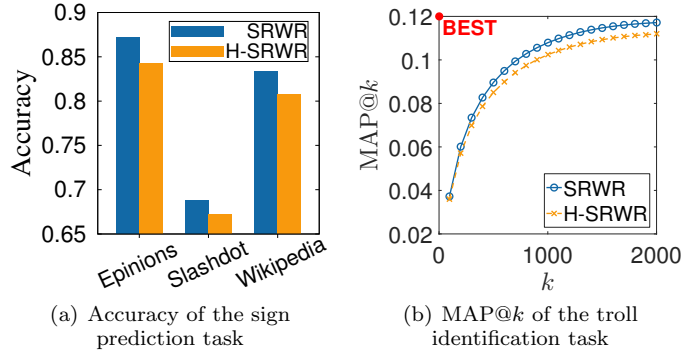 0.9
0.85
0.8
0.75
0.7
0.65
Accuracy
SRWR
H-SRWR
Epinions
Slashdot
Wikipedia
(a) Accuracy of the sign
prediction task
0.12
0.1
0.08
0.06
0.04
0.02
MAP@k
BEST
SRWR
H-SRWR
0
1000
2000
k
(b) MAP@k of the troll
identification task